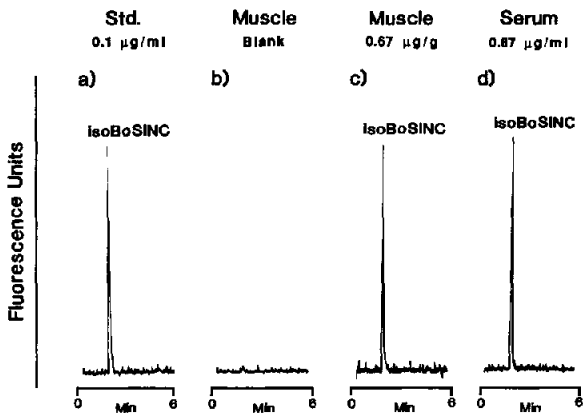 Std. Muscle Muscle Serum
0.1 µg/ml Blank 0.67 µg/g 0.67 µg/ml
a) b) c) d)
isoBoSINC isoBoSINC isoBoSINC
Fluorescence Units
0 Min 6 0 Min 6 0 Min 6 0 Min 6